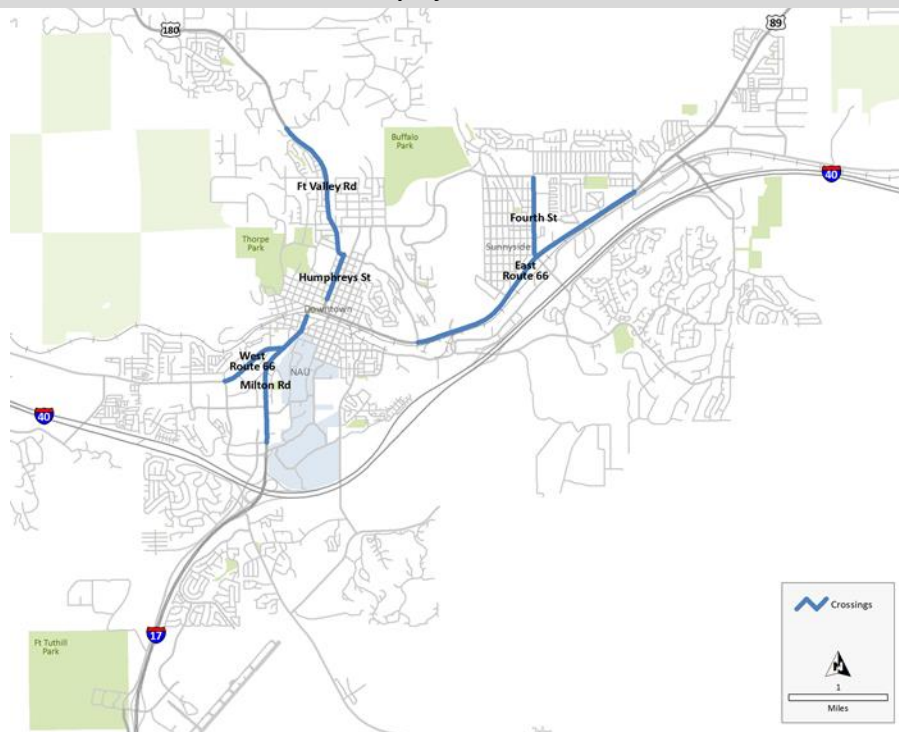 180
89
Buffalo
Park
40
Ft Valley Rd
Fourth St
Thorpe
Park
Sunnyside
East
Route 66
Humphreys St
Downtown
West
Route 66
NAU
Milton Rd
40
Crossings
17
Ft Tuthill
Park
N
1
Miles